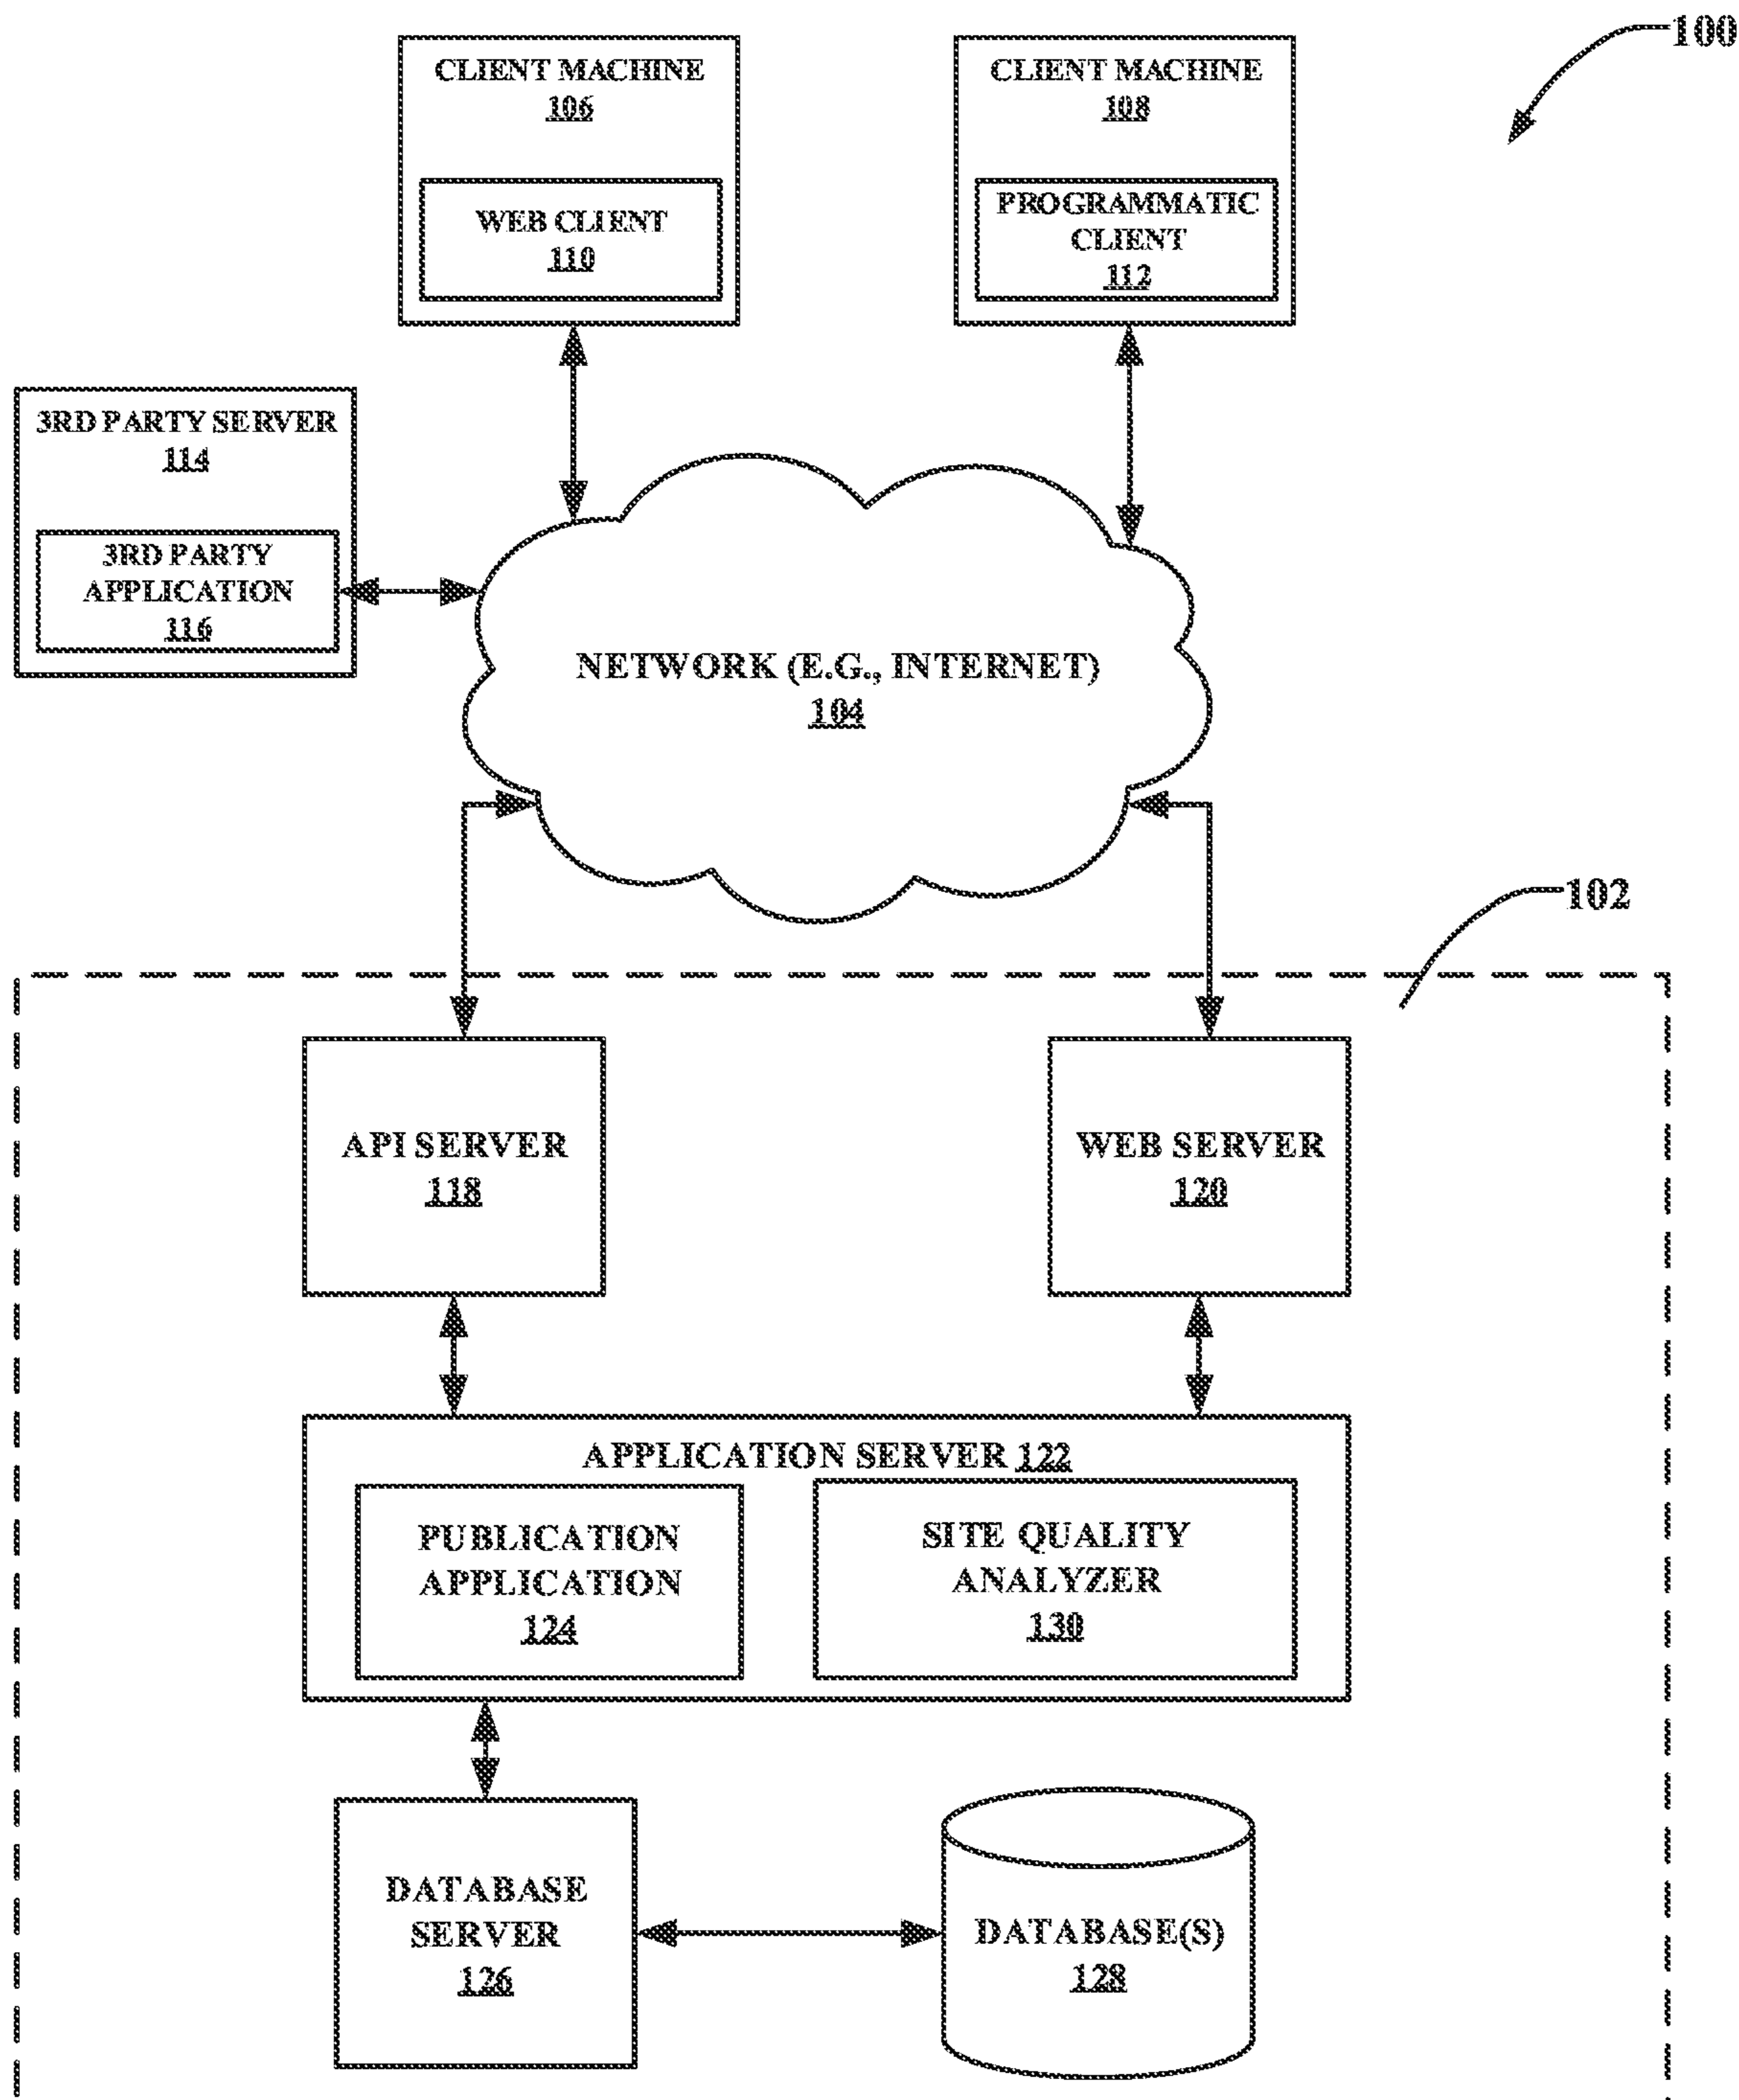 100
CLIENT MACHINE
106
WEB CLIENT
110
CLIENT MACHINE
108
PROGRAMMATIC
CLIENT
112
3RD PARTY SERVER
114
3RD PARTY
APPLICATION
116
NETWORK (E.G., INTERNET)
104
102
API SERVER
118
WEB SERVER
120
APPLICATION SERVER 122
PUBLICATION
APPLICATION
124
SITE QUALITY
ANALYZER
130
DATABASE
SERVER
126
DATABASE(S)
128